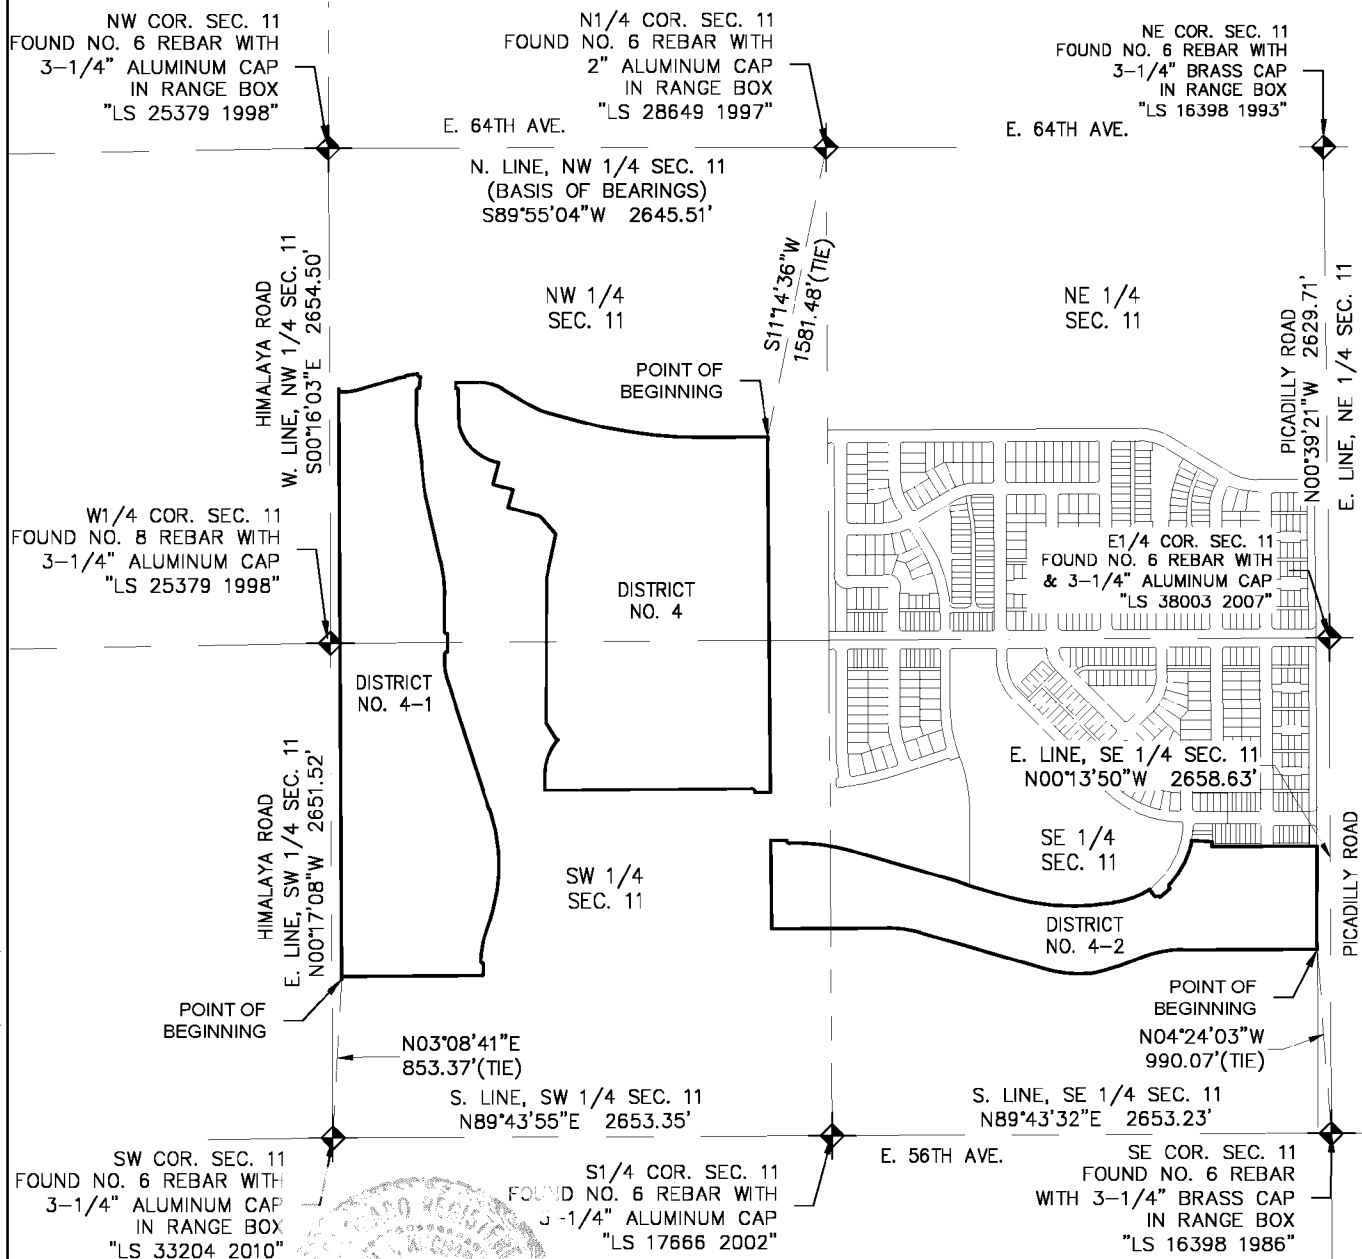 NW COR. SEC. 11
FOUND NO. 6 REBAR WITH
3-1/4" ALUMINUM CAP
IN RANGE BOX
"LS 25379 1998"
N1/4 COR. SEC. 11
FOUND NO. 6 REBAR WITH
2" ALUMINUM CAP
IN RANGE BOX
"LS 28649 1997"
NE COR. SEC. 11
FOUND NO. 6 REBAR WITH
3-1/4" BRASS CAP
IN RANGE BOX
"LS 16398 1993"
E. 64TH AVE.
E. 64TH AVE.
N. LINE, NW 1/4 SEC. 11
(BASIS OF BEARINGS)
S89°55'04"W 2645.51'
HIMALAYA ROAD
W. LINE, NW 1/4 SEC. 11
S00°16'03"E 2654.50'
NW 1/4
SEC. 11
S11°14'36"W
1581.48'(TIE)
NE 1/4
SEC. 11
PICADILLY ROAD
N00°39'21"W 2629.71'
E. LINE, NE 1/4 SEC. 11
POINT OF
BEGINNING
W1/4 COR. SEC. 11
FOUND NO. 8 REBAR WITH
3-1/4" ALUMINUM CAP
"LS 25379 1998"
E1/4 COR. SEC. 11
FOUND NO. 6 REBAR WITH
& 3-1/4" ALUMINUM CAP
"LS 38003 2007"
DISTRICT
NO. 4
DISTRICT
NO. 4-1
E. LINE, SE 1/4 SEC. 11
N00°13'50"W 2658.63'
HIMALAYA ROAD
E. LINE, SW 1/4 SEC. 11
N00°17'08"W 2651.52'
SE 1/4
SEC. 11
PICADILLY ROAD
SW 1/4
SEC. 11
DISTRICT
NO. 4-2
POINT OF
BEGINNING
POINT OF
BEGINNING
N03°08'41"E
853.37'(TIE)
N04°24'03"W
990.07'(TIE)
S. LINE, SW 1/4 SEC. 11
N89°43'55"E 2653.35'
S. LINE, SE 1/4 SEC. 11
N89°43'32"E 2653.23'
E. 56TH AVE.
SW COR. SEC. 11
FOUND NO. 6 REBAR WITH
3-1/4" ALUMINUM CAP
IN RANGE BOX
"LS 33204 2010"
S1/4 COR. SEC. 11
FOUND NO. 6 REBAR WITH
3-1/4" ALUMINUM CAP
"LS 17666 2002"
SE COR. SEC. 11
FOUND NO. 6 REBAR
WITH 3-1/4" BRASS CAP
IN RANGE BOX
"LS 16398 1986"